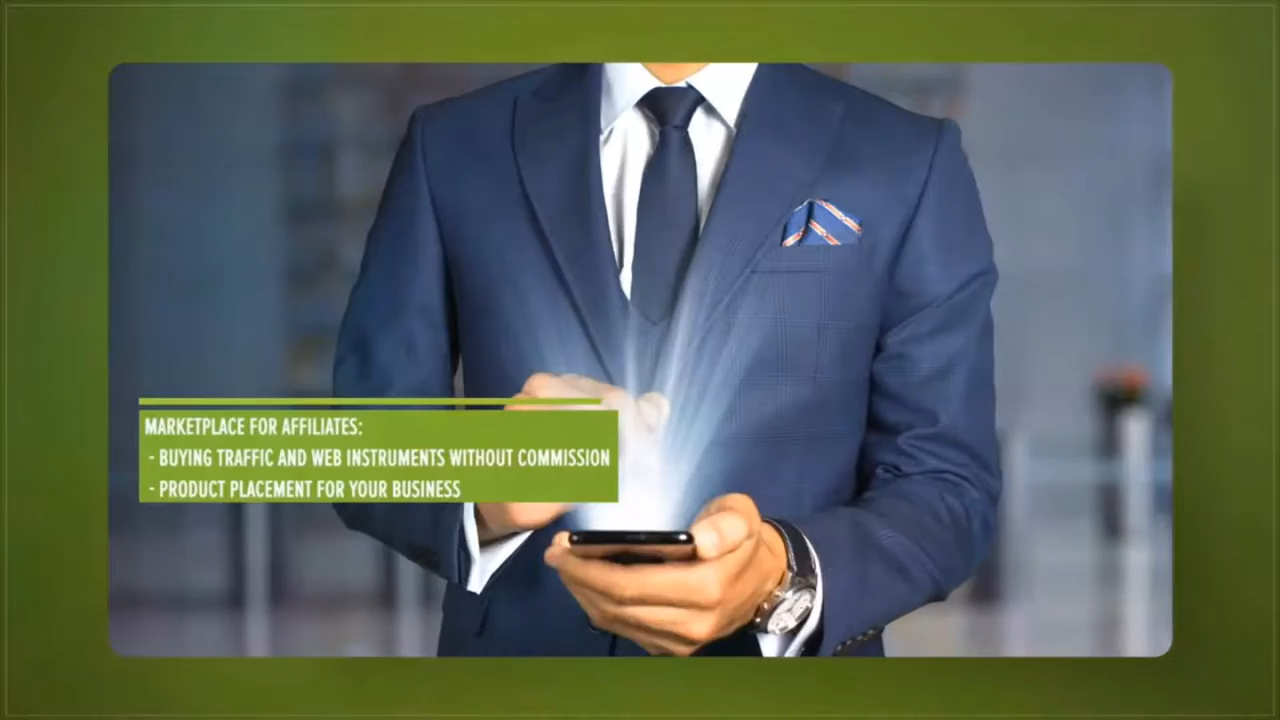 MARKETPLACE FOR AFFILIATES:
- BUYING TRAFFIC AND WEB INSTRUMENTS WITHOUT COMMISSION
- PRODUCT PLACEMENT FOR YOUR BUSINESS